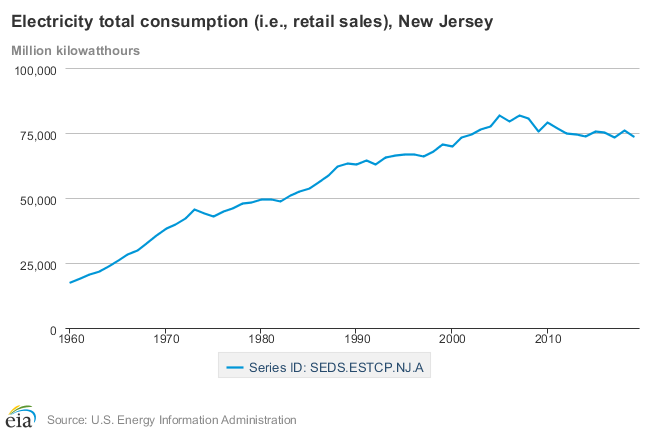 Electricity total consumption (i.e., retail sales), New Jersey
Million kilowatthours
100,000
75,000
50,000
25,000
0
1960 1970 1980 1990 2000 2010
Series ID: SEDS.ESTCP.NJ.A
eia Source: U.S. Energy Information Administration